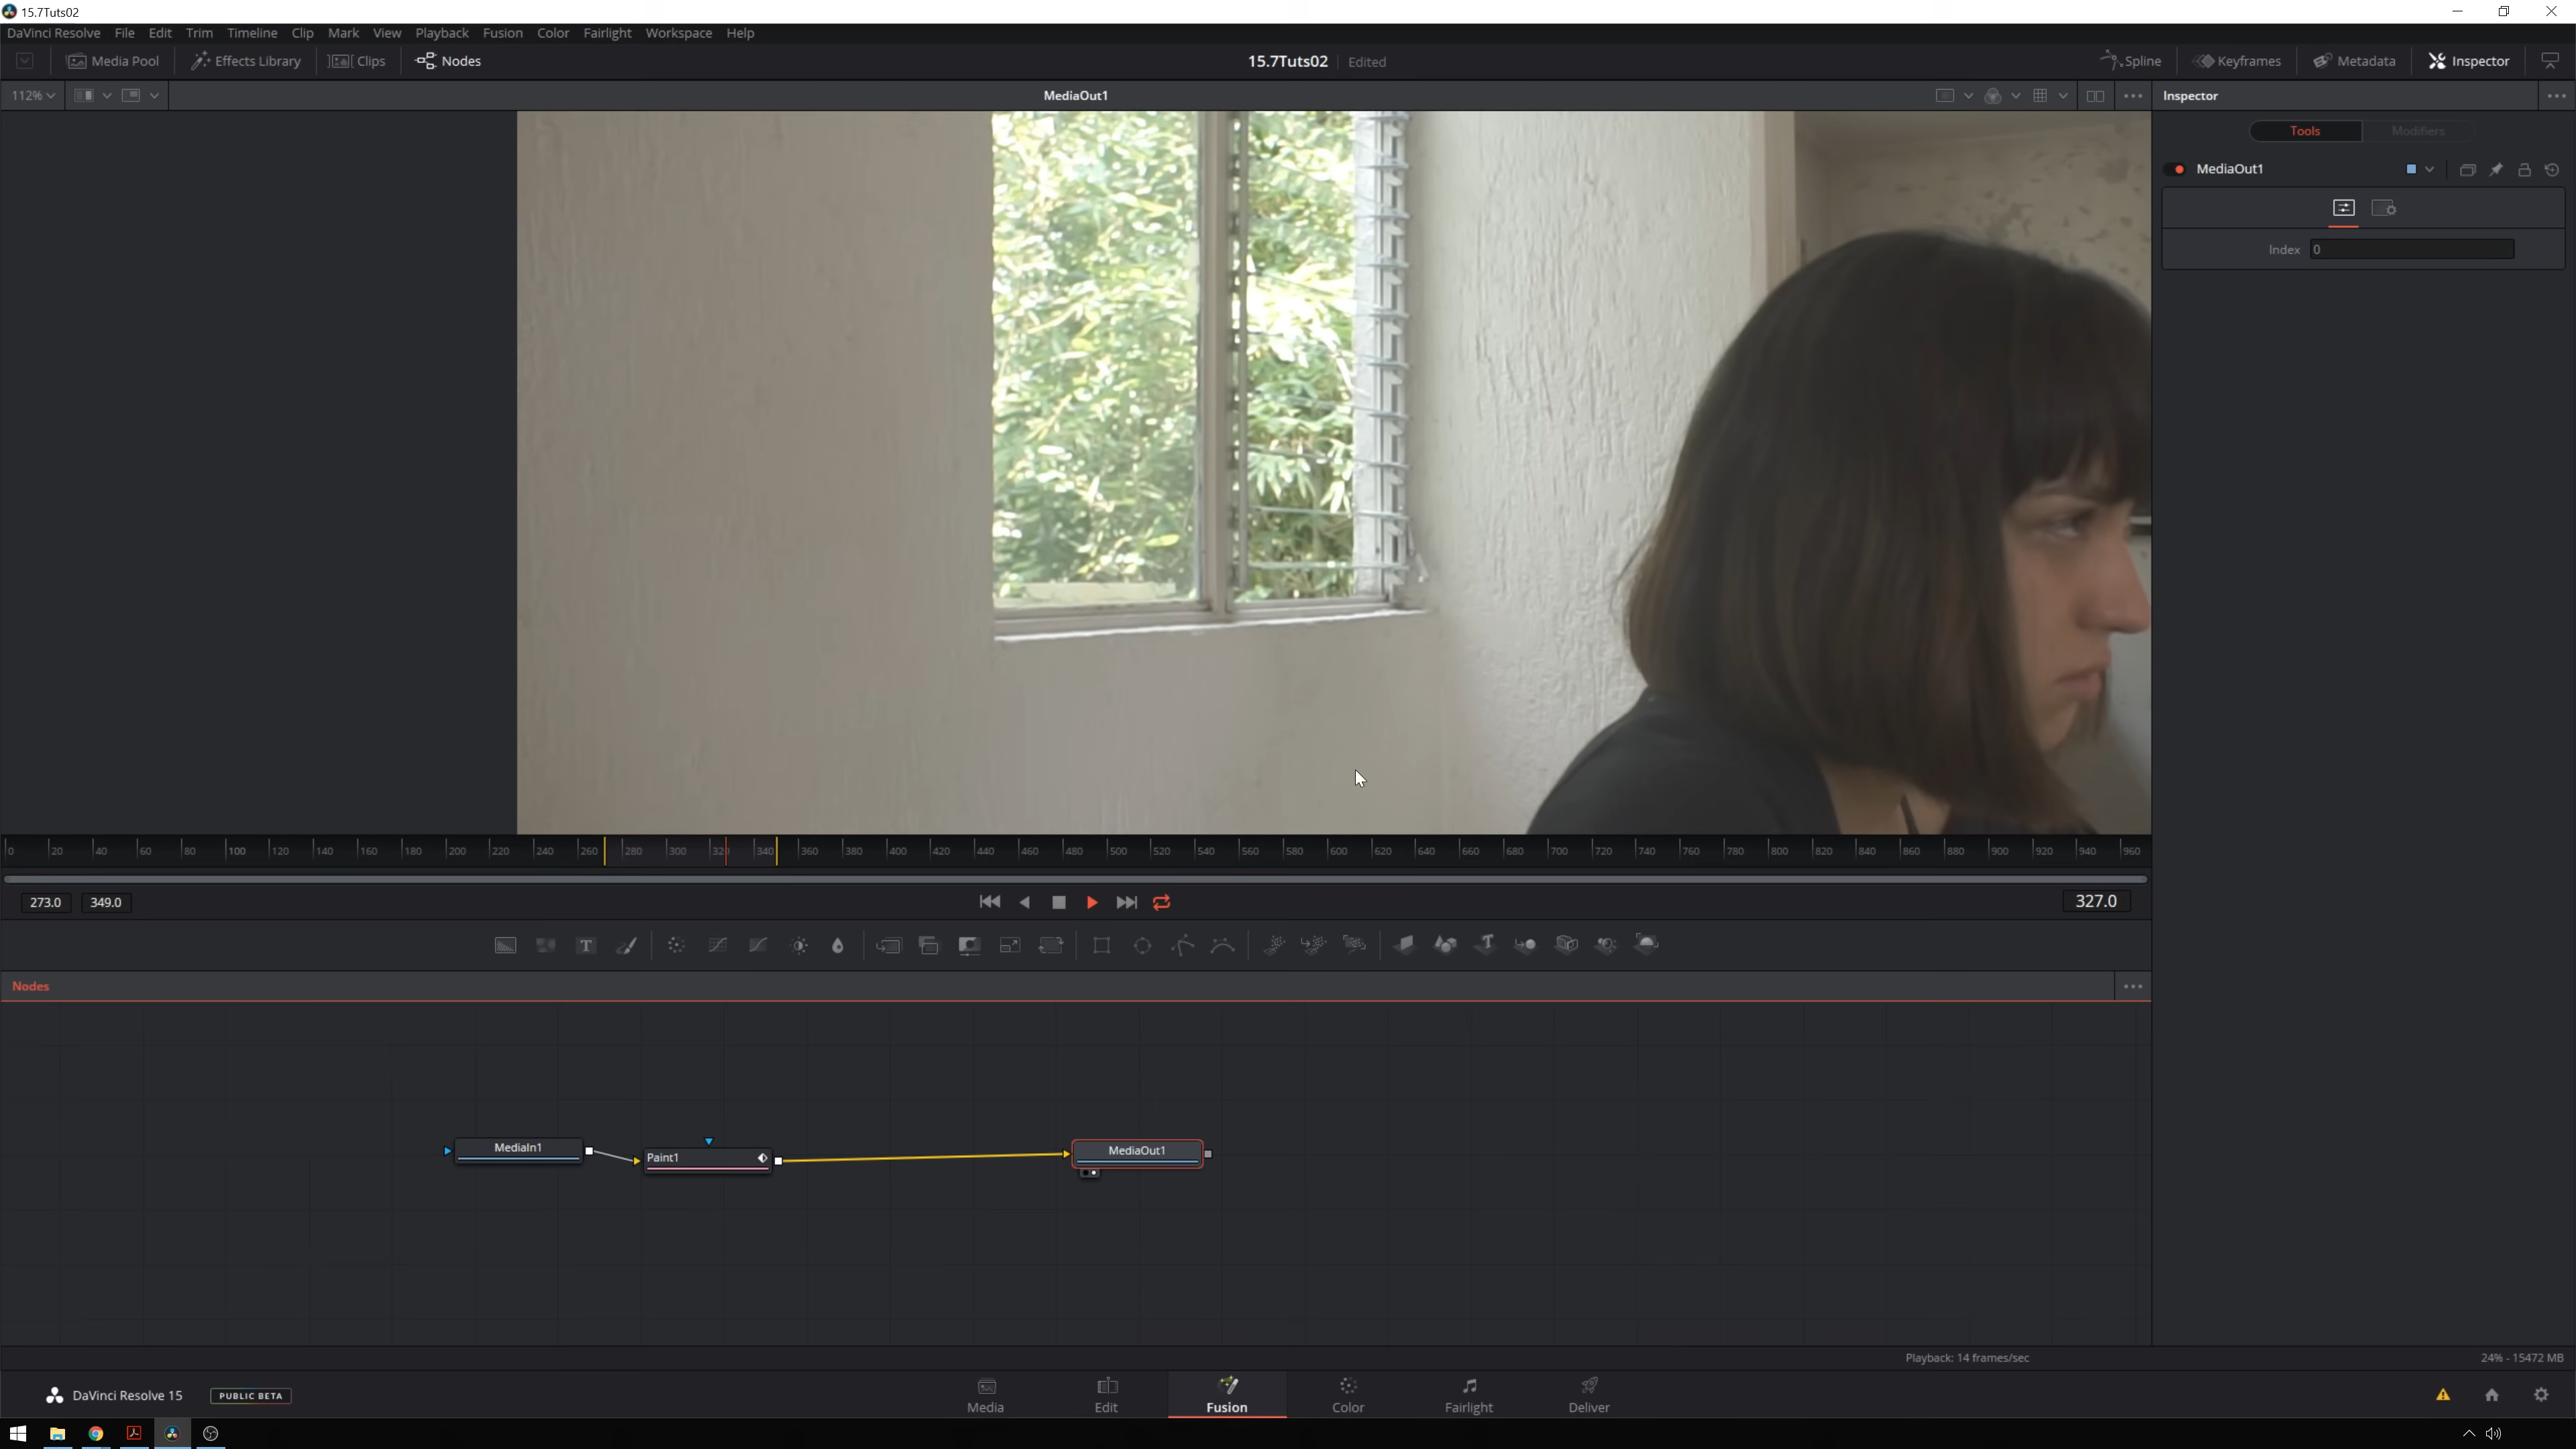 15.7Tuts02
DaVinci Resolve File Edit Trim Timeline Clip Mark View Playback Fusion Color Fairlight Workspace Help
Media Pool Effects Library Clips Nodes 15.7Tuts02 Edited Spline Keyframes Metadata Inspector
112% MediaOut1 Inspector
Tools Modifiers
MediaOut1
Index 0
0 20 40 60 80 100 120 140 160 180 200 220 240 260 280 300 320 340 360 380 400 420 440 460 480 500 520 540 560 580 600 620 640 660 680 700 720 740 760 780 800 820 840 860 880 900 920 940 960
273.0 349.0 327.0
Nodes
MediaIn1 Paint1 MediaOut1
Playback: 14 frames/sec 24% - 15472 MB
DaVinci Resolve 15 PUBLIC BETA
Media Edit Fusion Color Fairlight Deliver